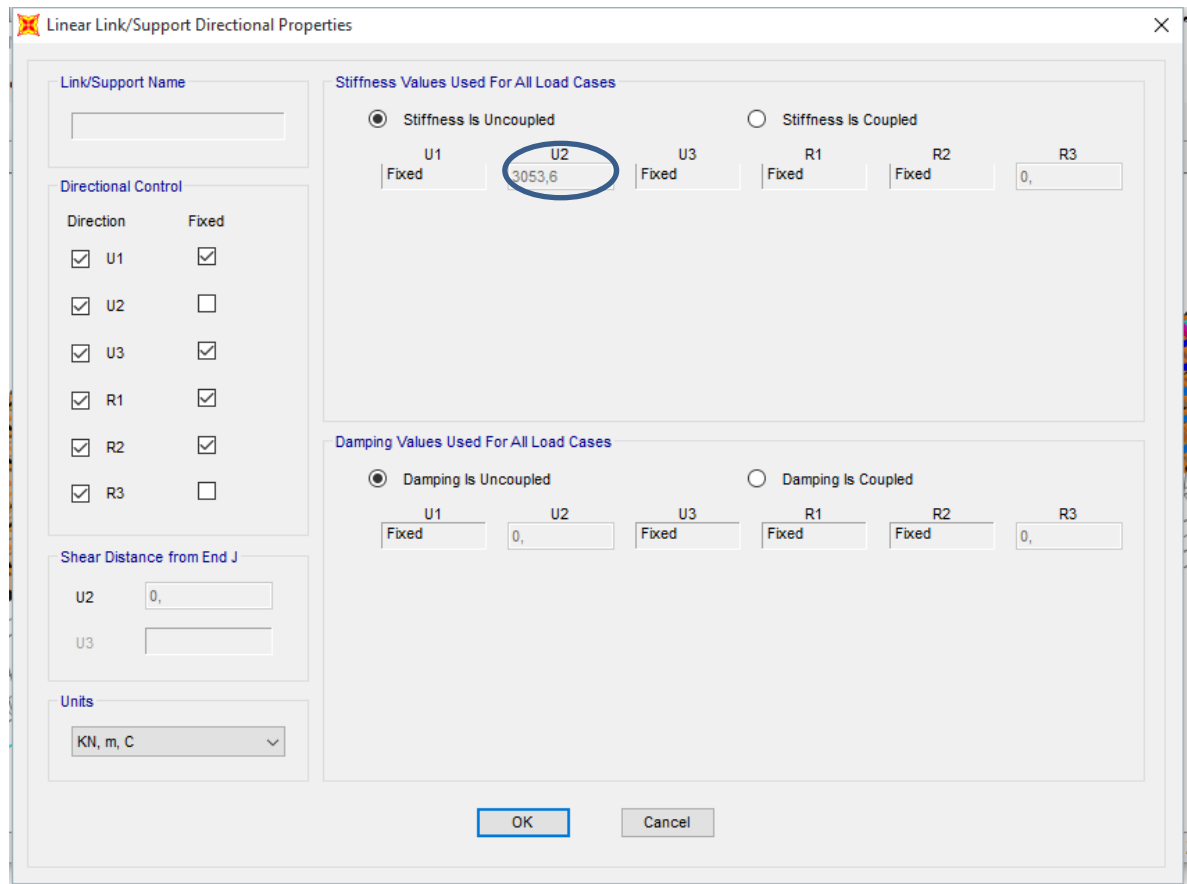 Linear Link/Support Directional Properties
Link/Support Name
Directional Control
Direction Fixed
U1
U2
U3
R1
R2
R3
Shear Distance from End J
U2 0,
U3
Units
KN, m, C
Stiffness Values Used For All Load Cases
Stiffness Is Uncoupled Stiffness Is Coupled
U1 U2 U3 R1 R2 R3
Fixed 3053,6 Fixed Fixed Fixed 0,
Damping Values Used For All Load Cases
Damping Is Uncoupled Damping Is Coupled
U1 U2 U3 R1 R2 R3
Fixed 0, Fixed Fixed Fixed 0,
OK Cancel